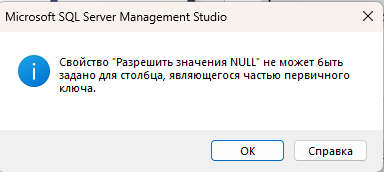 Microsoft SQL Server Management Studio
Свойство "Разрешить значения NULL" не может быть
задано для столбца, являющегося частью первичного
ключа.
ОК
Справка